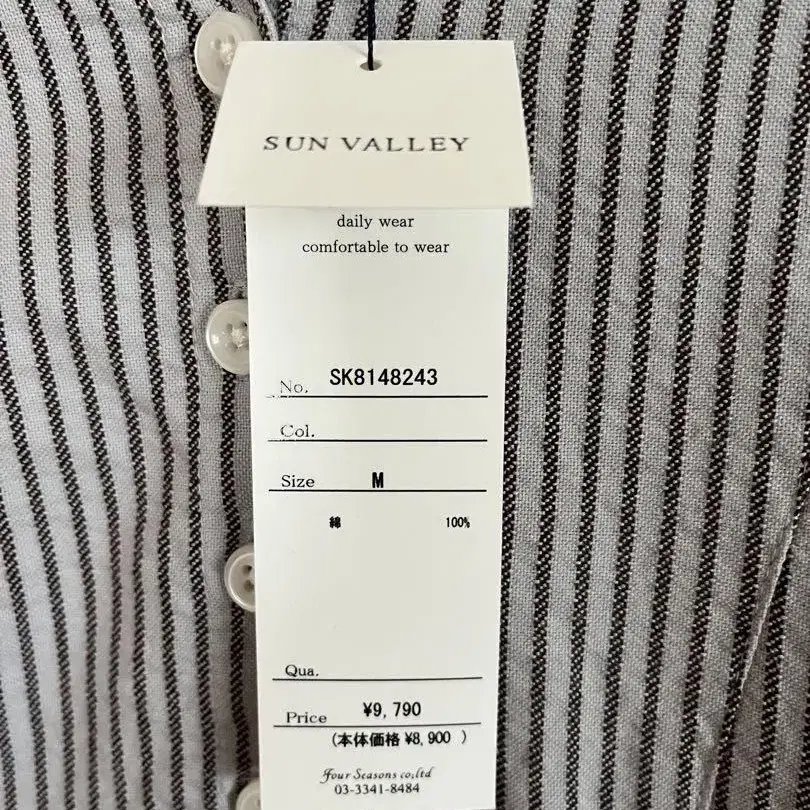 SUN VALLEY
daily wear
comfortable to wear
No. SK8148243
Col.
Size M
綿 100%
Qua.
Price ¥9,790
(本体価格 ¥8,900 )
Four Seasons co,ltd
03-3341-8484